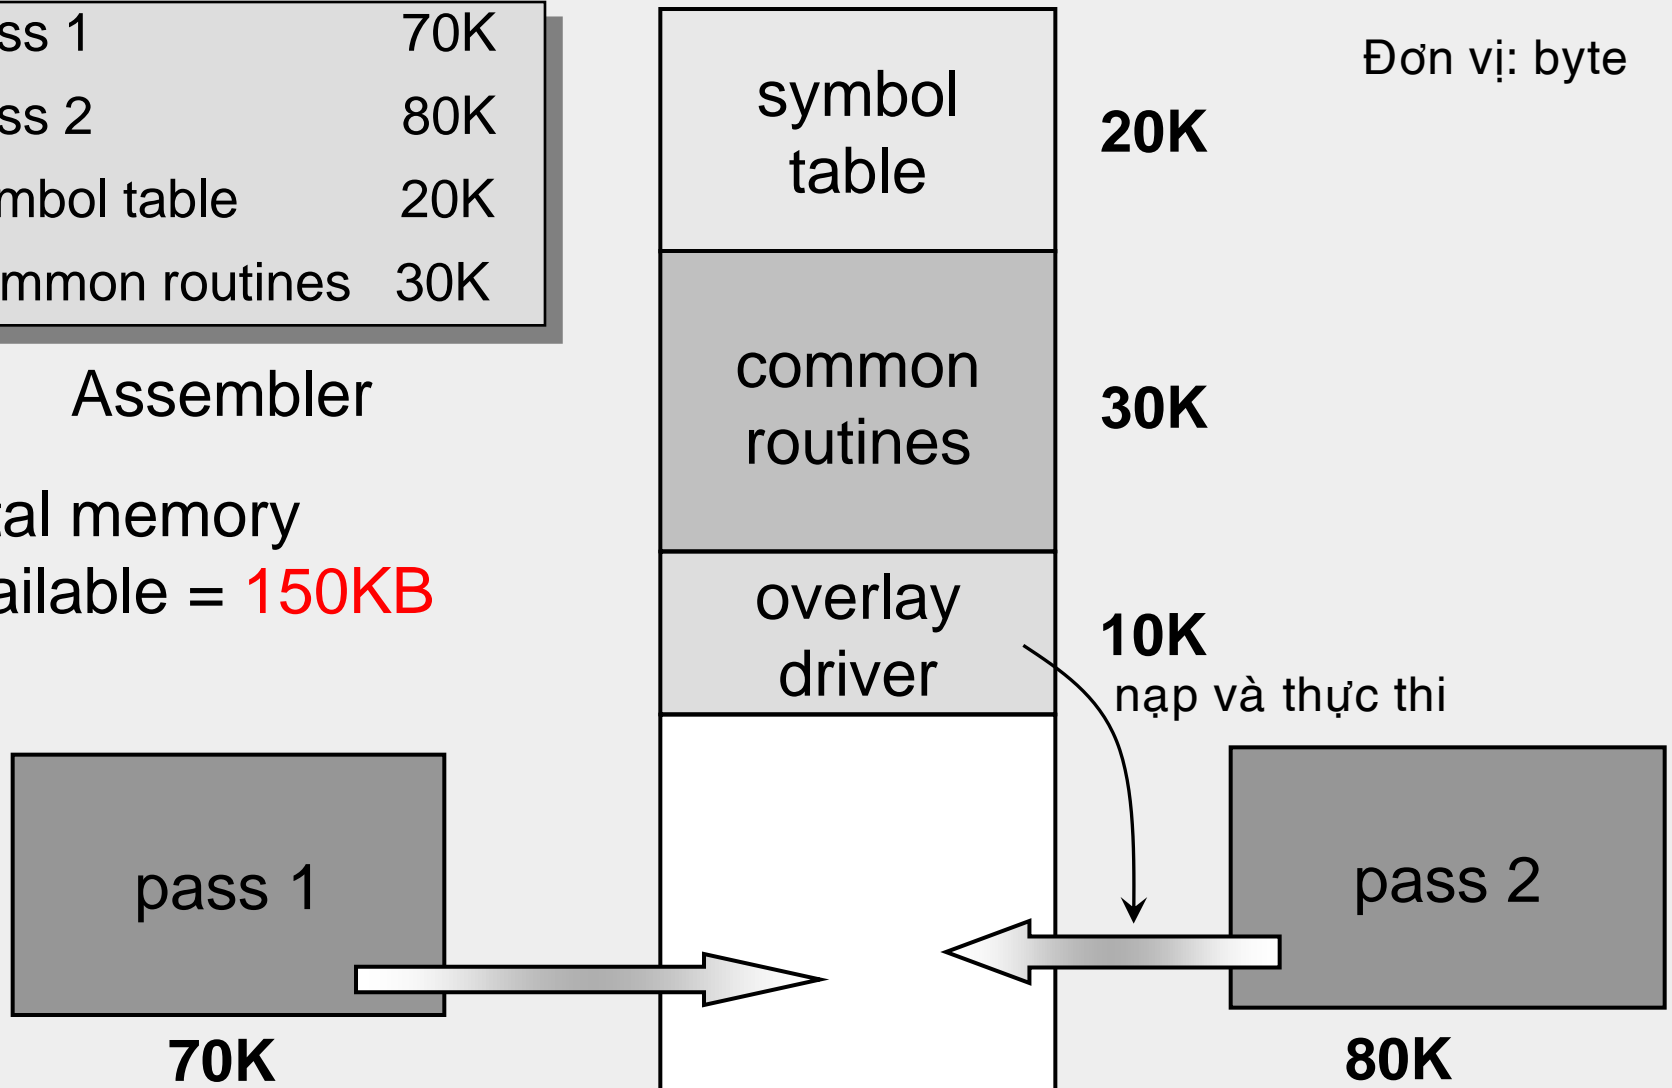 ss 1 70K
ss 2 80K
mbol table 20K
mmon routines 30K
Assembler
tal memory
ailable = 150KB
symbol
table
20K
Đơn vị: byte
common
routines
30K
overlay
driver
10K
nạp và thực thi
pass 1
70K
pass 2
80K